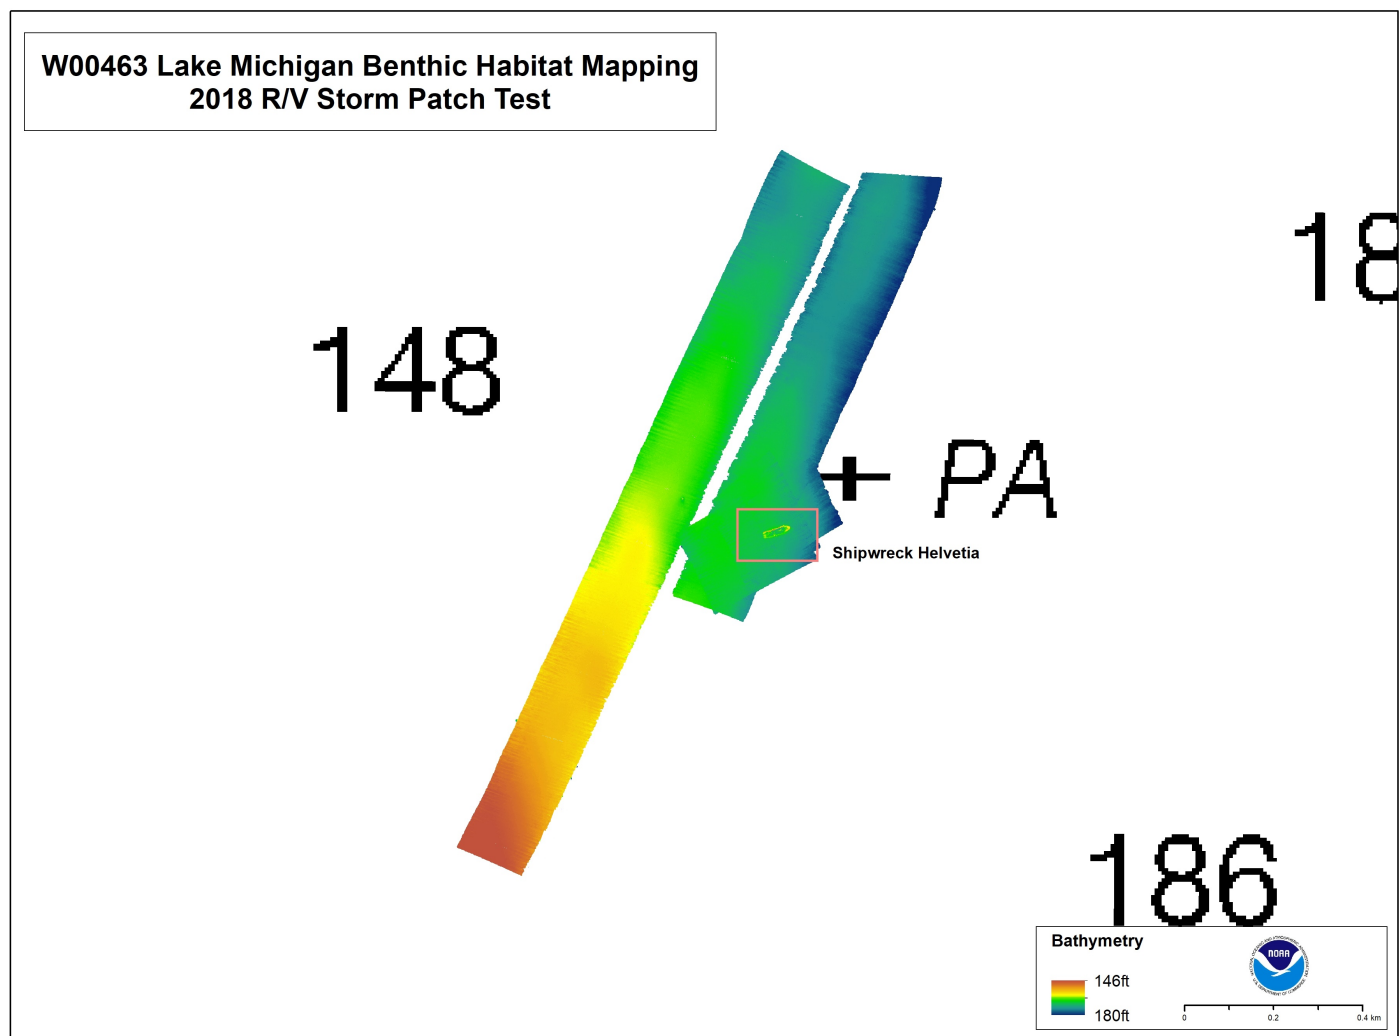 W00463 Lake Michigan Benthic Habitat Mapping
2018 R/V Storm Patch Test
18
148
+ PA
Shipwreck Helvetia
186
Bathymetry
NOAA
146ft
180ft
0 0.2 0.4 km